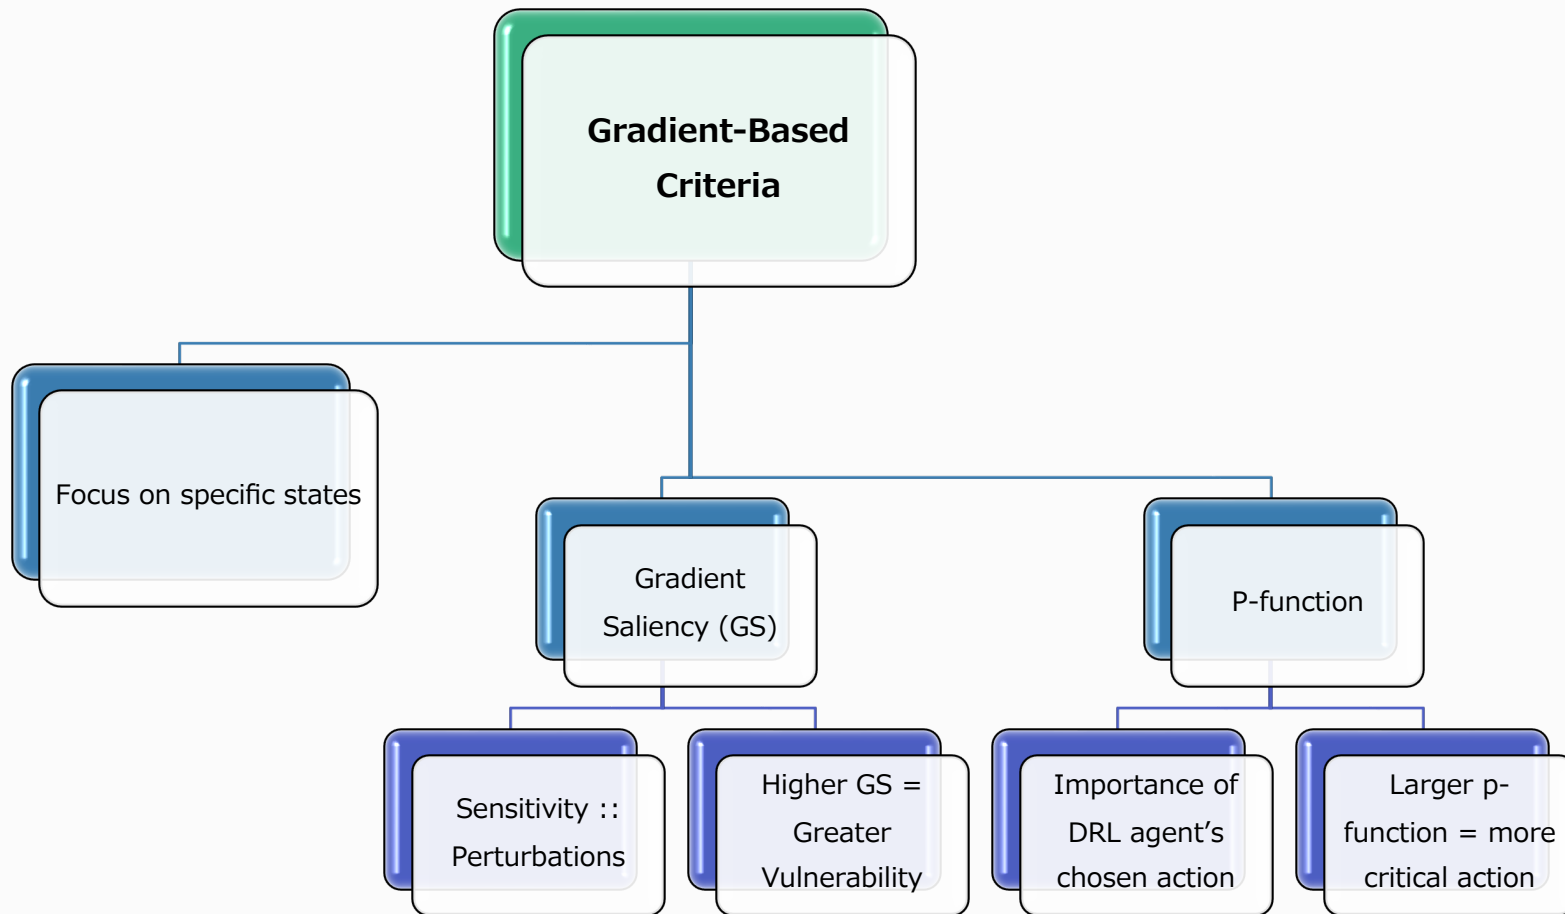 Gradient-Based
Criteria
Focus on specific states
Gradient
Saliency (GS)
P-function
Sensitivity ::
Perturbations
Higher GS =
Greater
Vulnerability
Importance of
DRL agent’s
chosen action
Larger p-
function = more
critical action